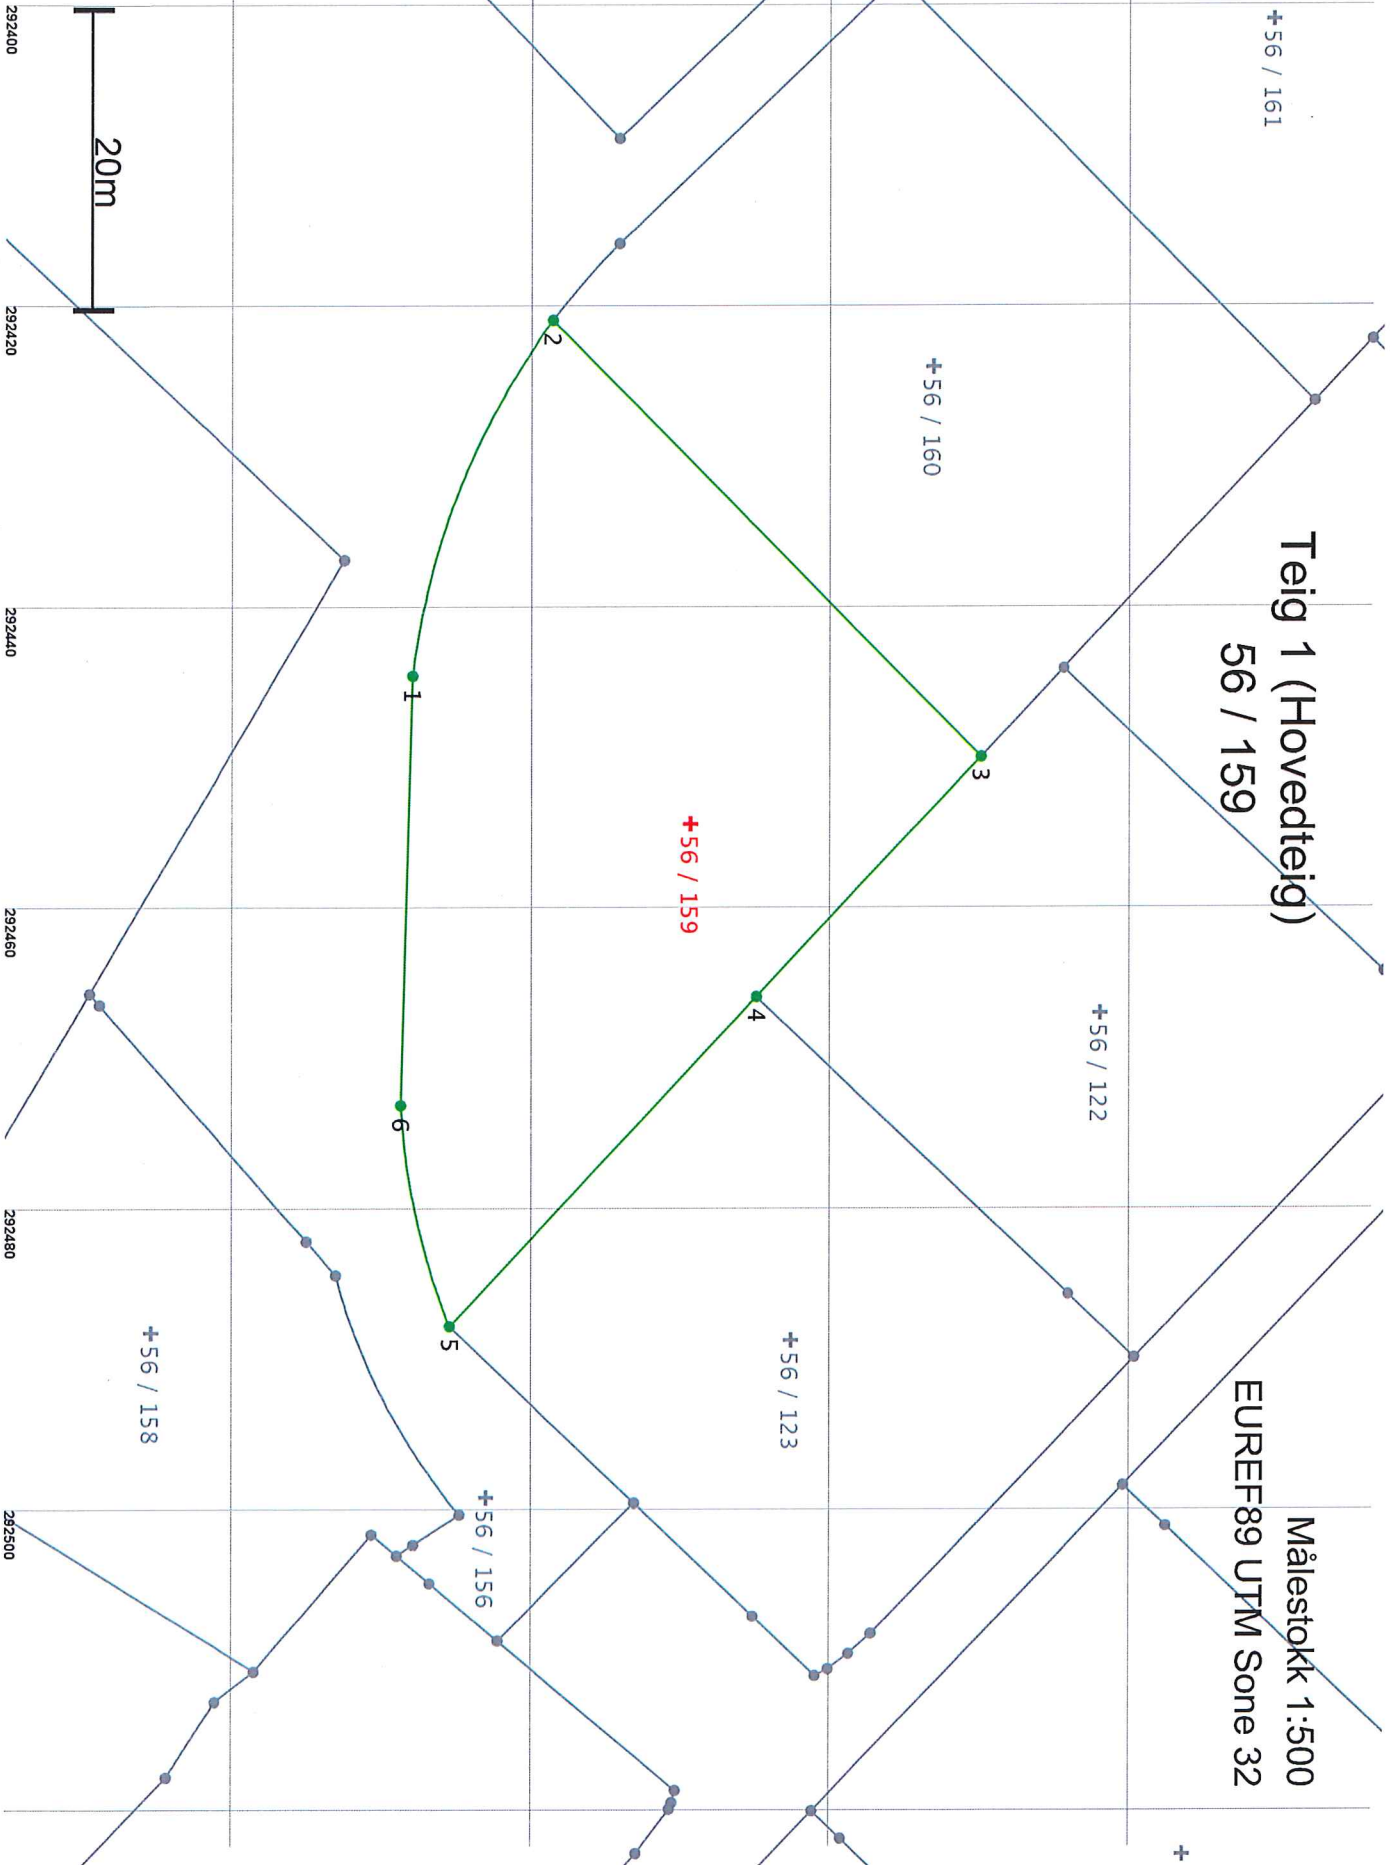 Teig 1 (Hovedteig)
56 / 159
Målestokk 1:500
EUREF89 UTM Sone 32
56 / 161
56 / 160
56 / 122
56 / 123
56 / 159
56 / 156
56 / 158
2
3
1
4
6
5
20m
292400
292420
292440
292460
292480
292500